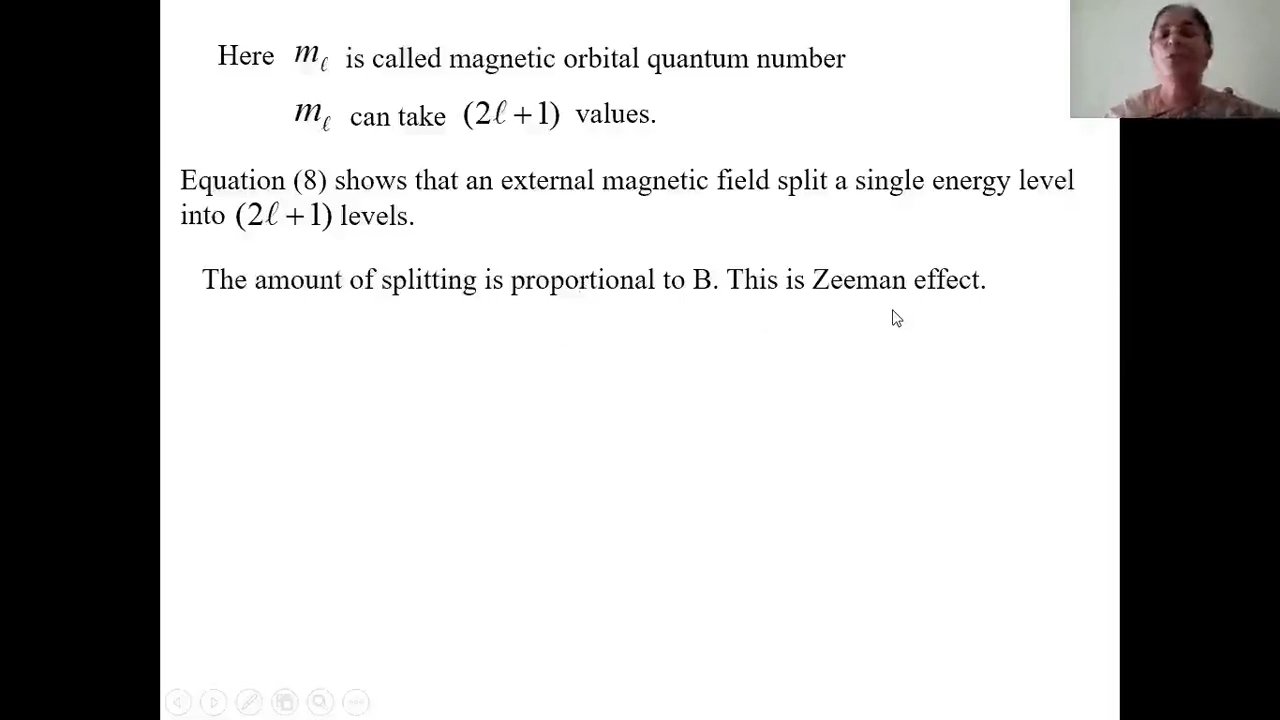 Here mℓ is called magnetic orbital quantum number
mℓ can take (2ℓ+1) values.
Equation (8) shows that an external magnetic field split a single energy level
into (2ℓ+1) levels.
The amount of splitting is proportional to B. This is Zeeman effect.